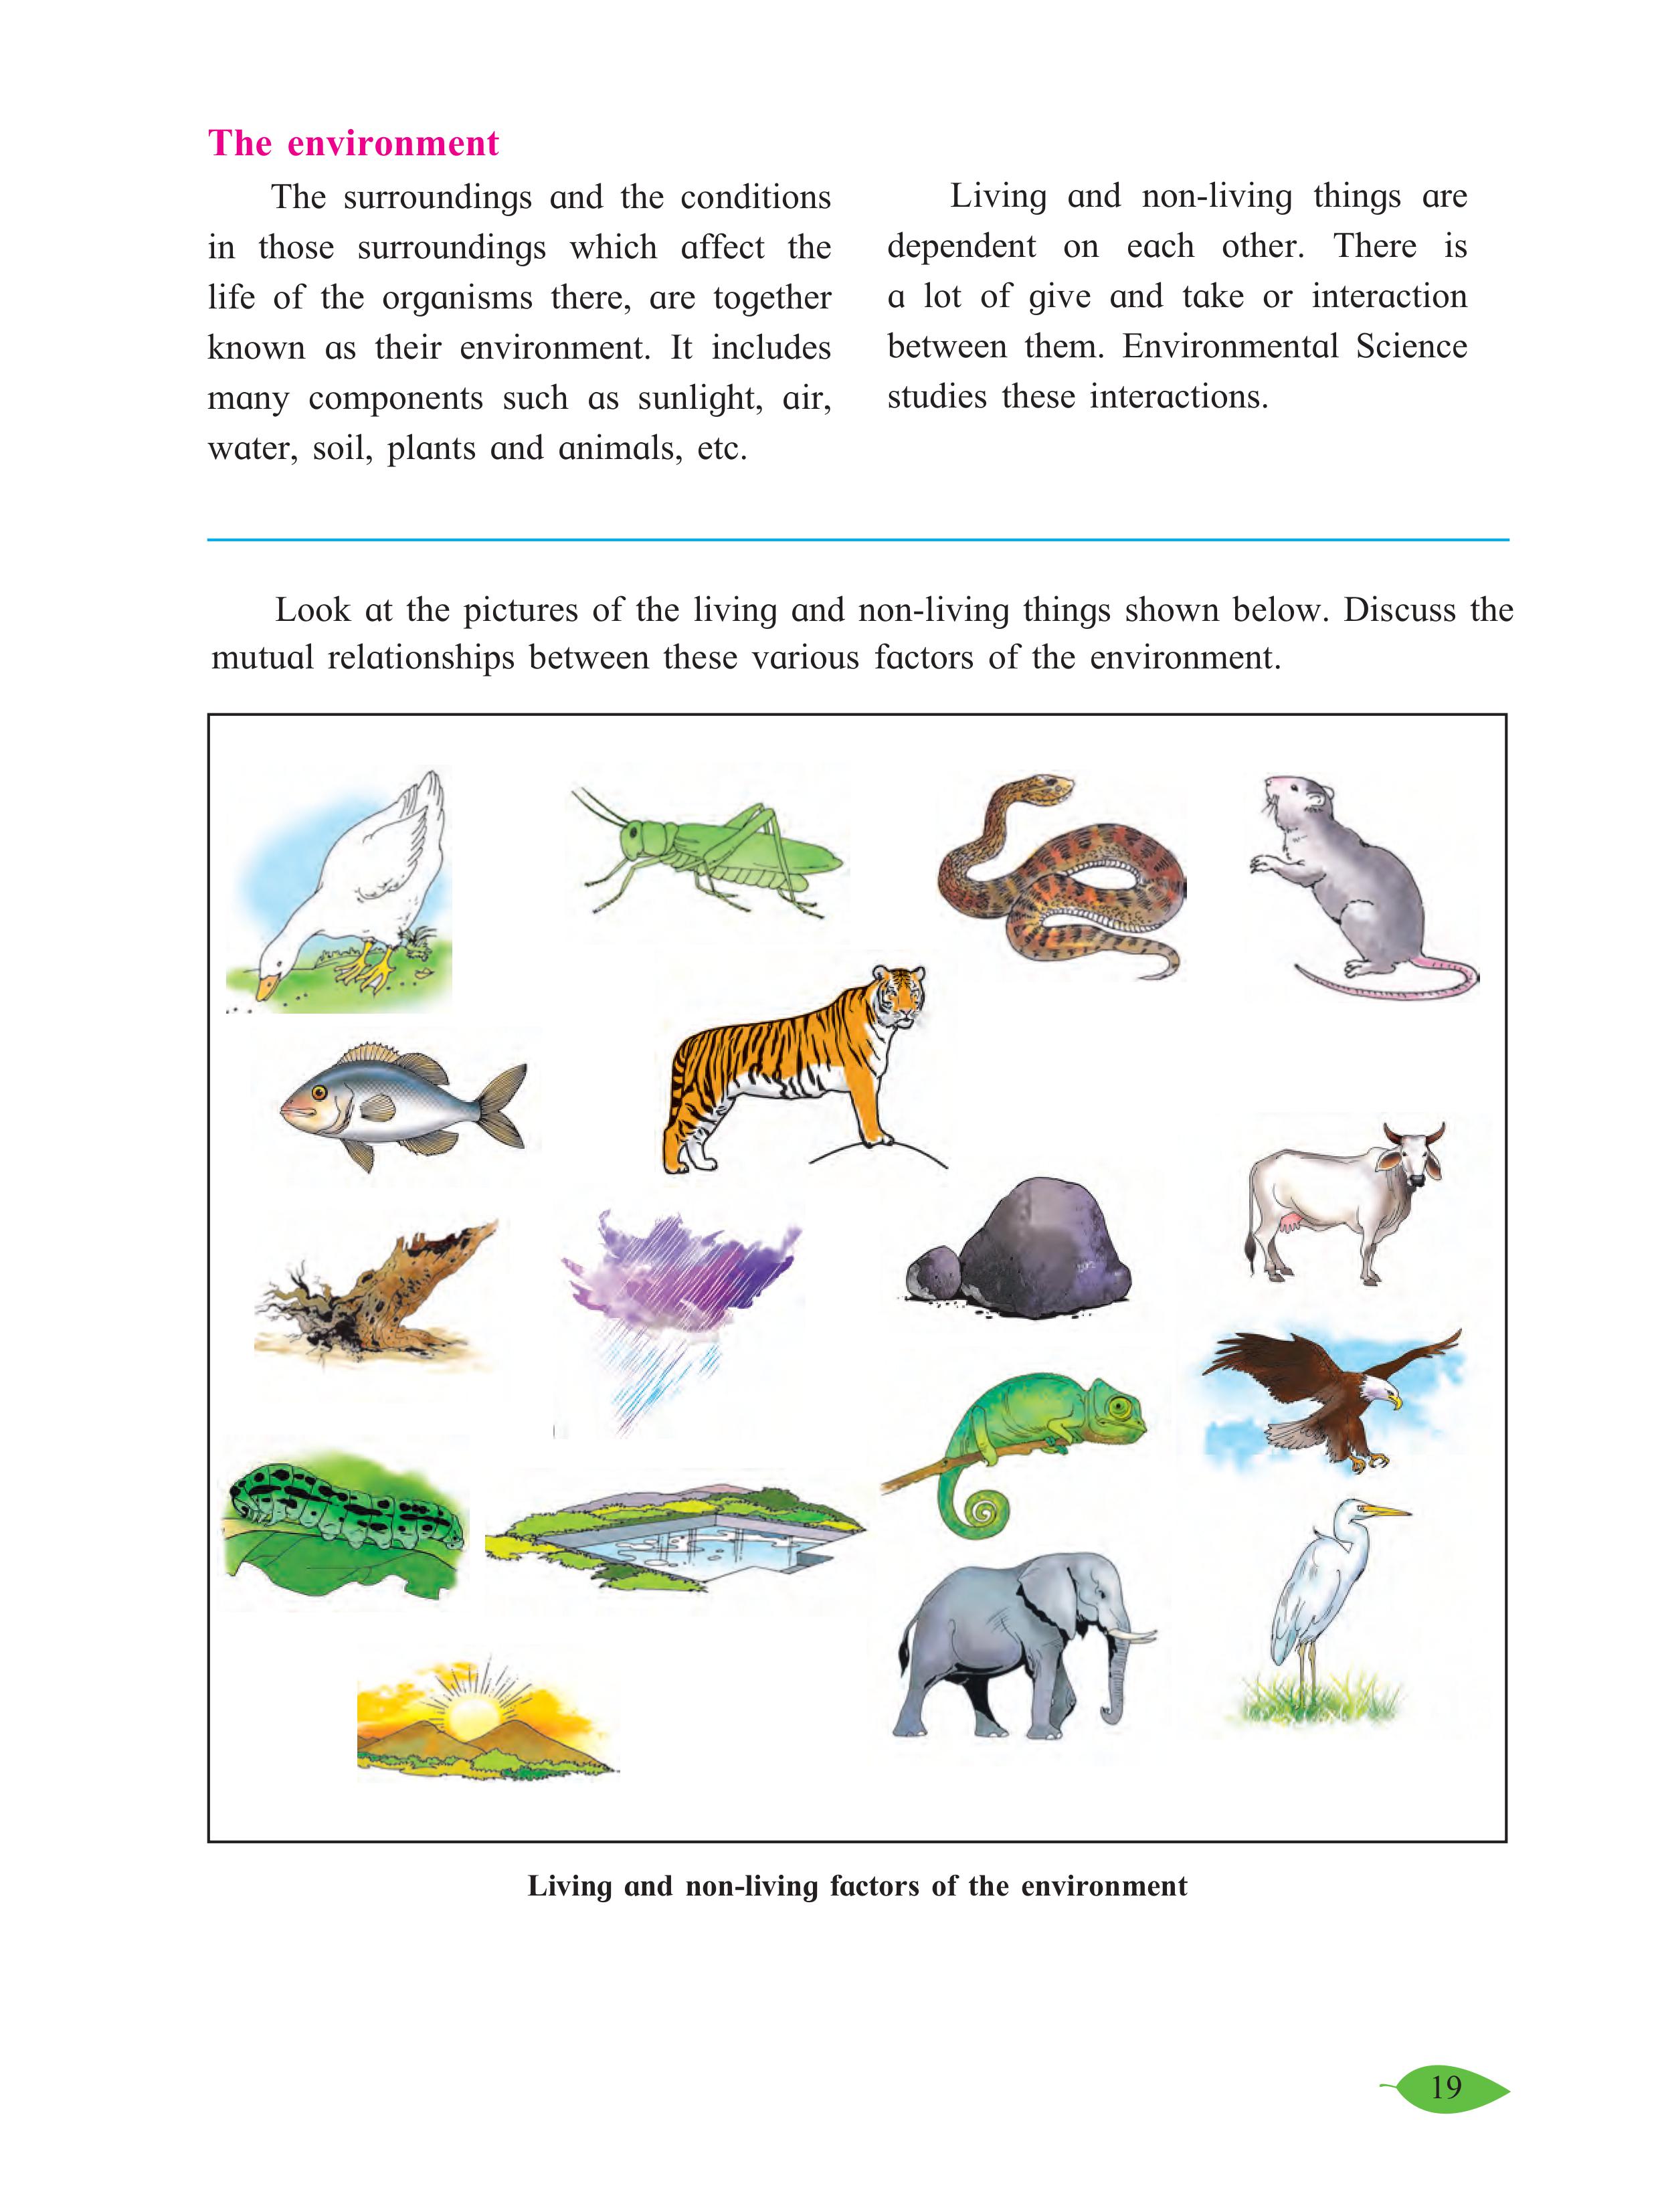 The environment
The surroundings and the conditions
in those surroundings which affect the
life of the organisms there, are together
known as their environment. It includes
many components such as sunlight, air,
water, soil, plants and animals, etc.
Living and non-living things are
dependent on each other. There is
a lot of give and take or interaction
between them. Environmental Science
studies these interactions.
Look at the pictures of the living and non-living things shown below. Discuss the
mutual relationships between these various factors of the environment.
Living and non-living factors of the environment
19